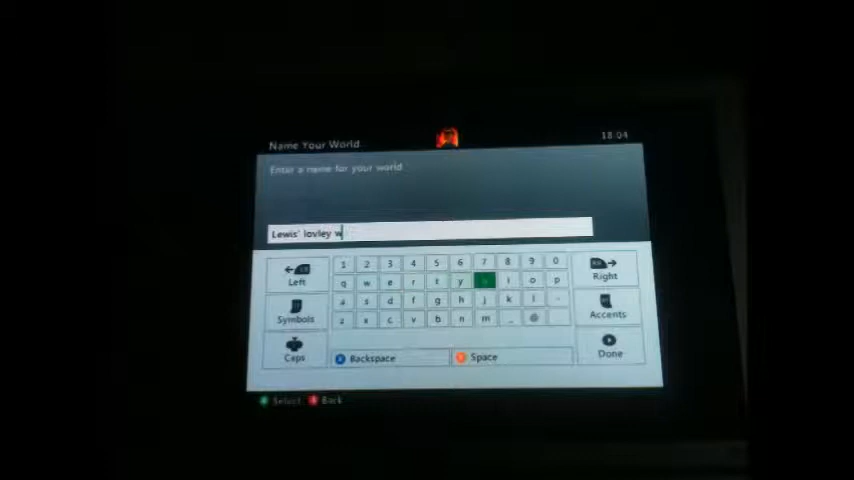 Name Your World
18:04
Enter a name for your world
Lewis' lovley w
Left
1 2 3 4 5 6 7 8 9 0
Right
q w e r t y i o p
Symbols
a s d f g h j k l -
Accents
z x c v b n m _ @
Caps
Backspace
Space
Done
Select
Back